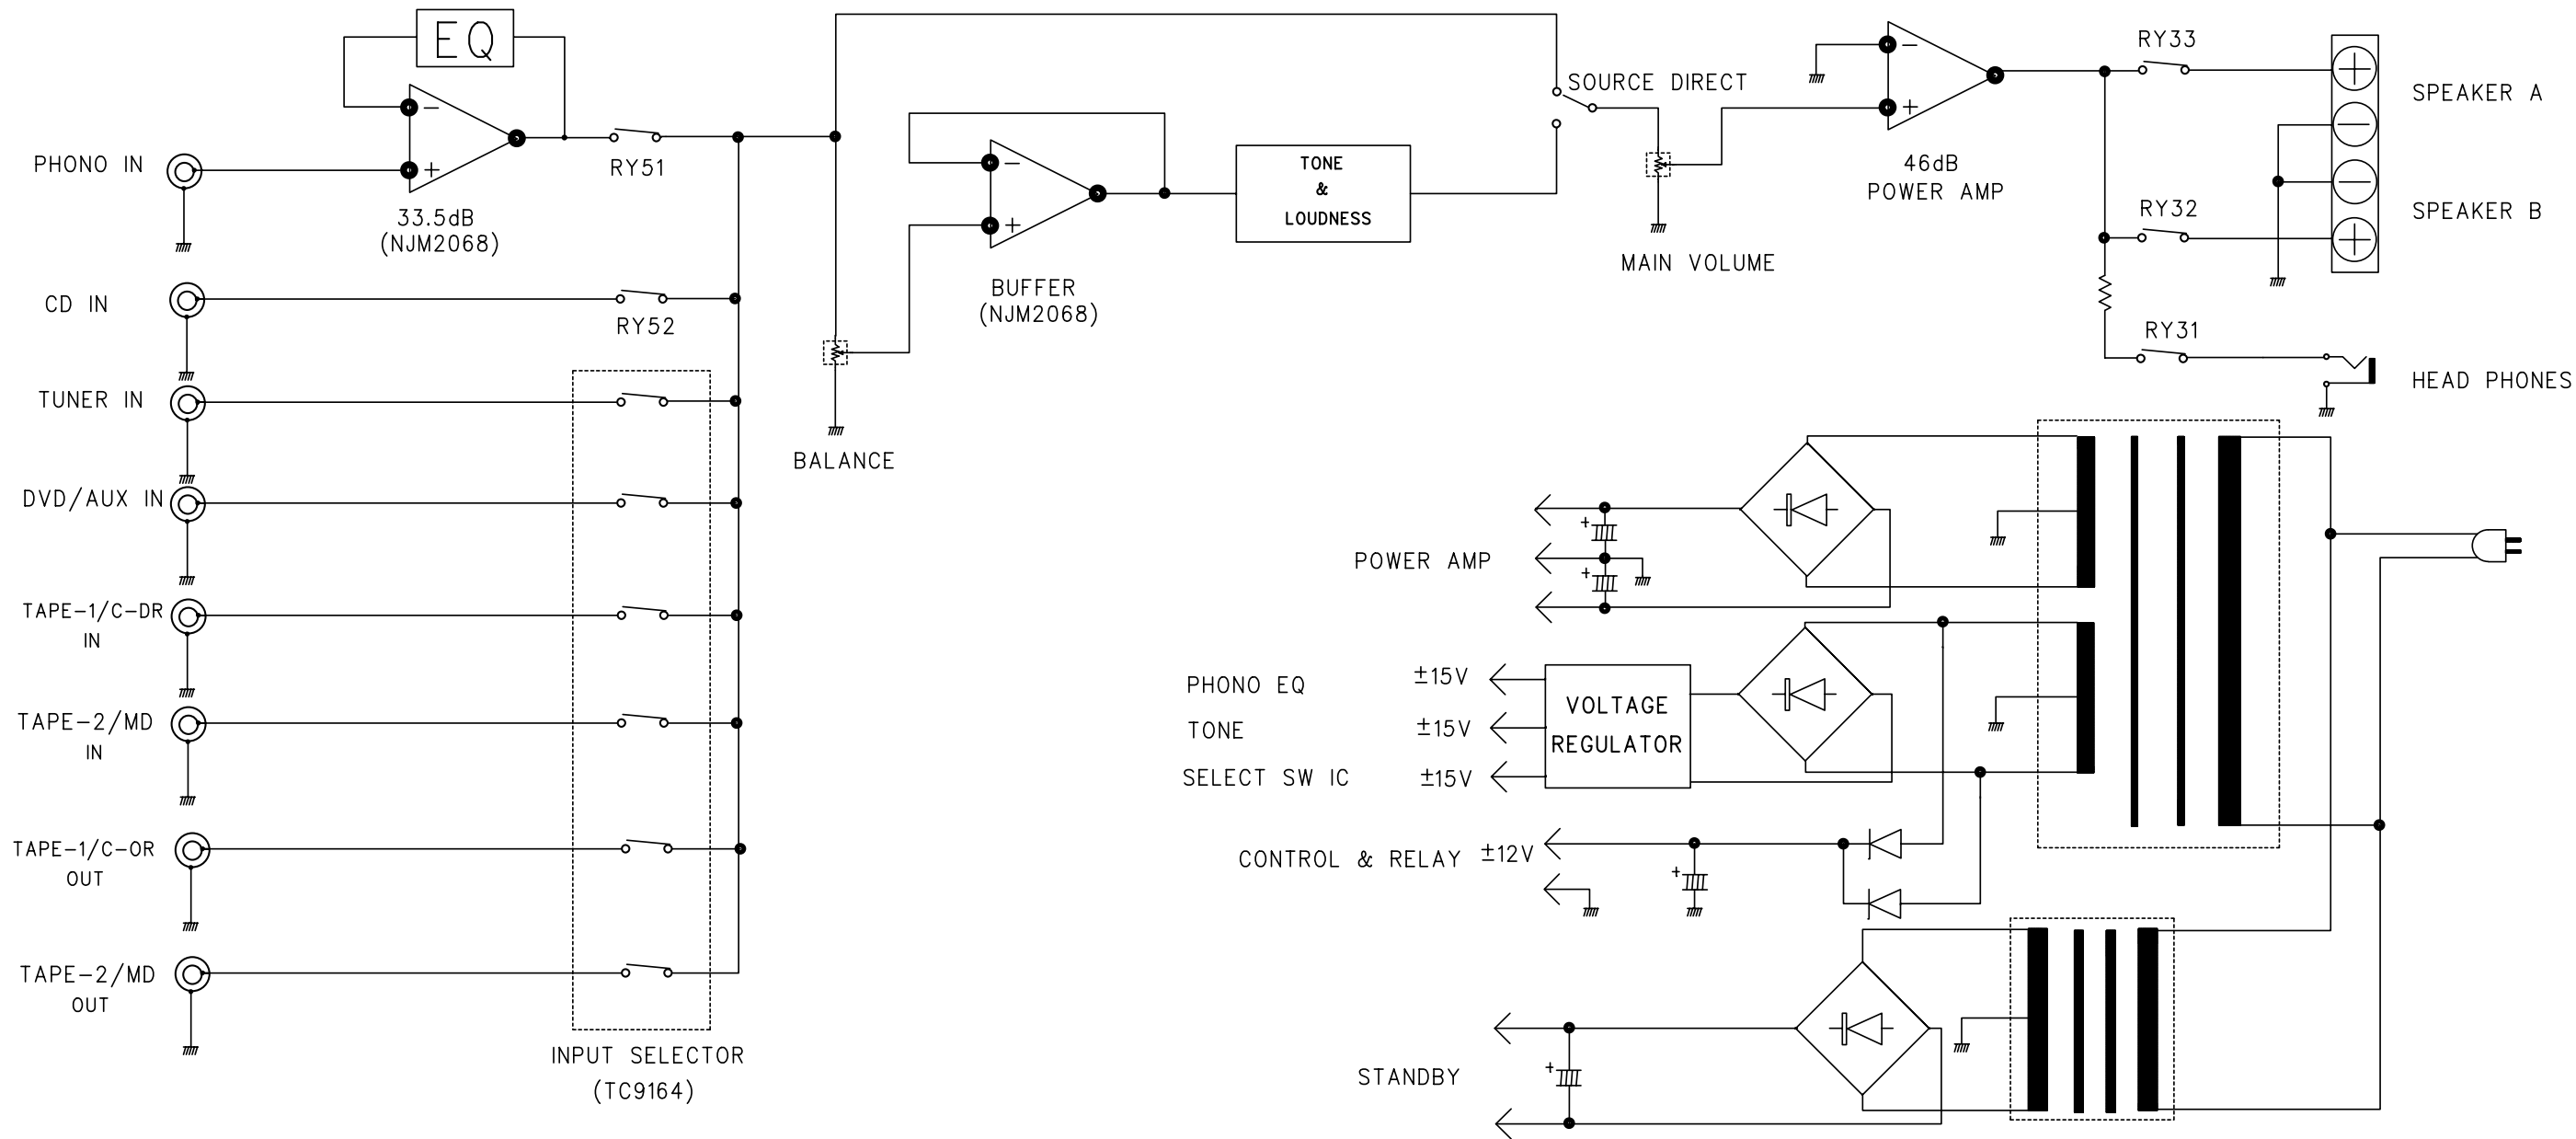 EQ
PHONO IN
33.5dB
(NJM2068)
RY51
CD IN
RY52
TUNER IN
DVD/AUX IN
TAPE-1/C-DR
IN
TAPE-2/MD
IN
TAPE-1/C-OR
OUT
TAPE-2/MD
OUT
INPUT SELECTOR
(TC9164)
BALANCE
BUFFER
(NJM2068)
TONE
&
LOUDNESS
SOURCE DIRECT
MAIN VOLUME
46dB
POWER AMP
RY33
SPEAKER A
RY32
SPEAKER B
RY31
HEAD PHONES
POWER AMP
PHONO EQ ±15V
TONE ±15V
SELECT SW IC ±15V
VOLTAGE
REGULATOR
CONTROL & RELAY ±12V
STANDBY